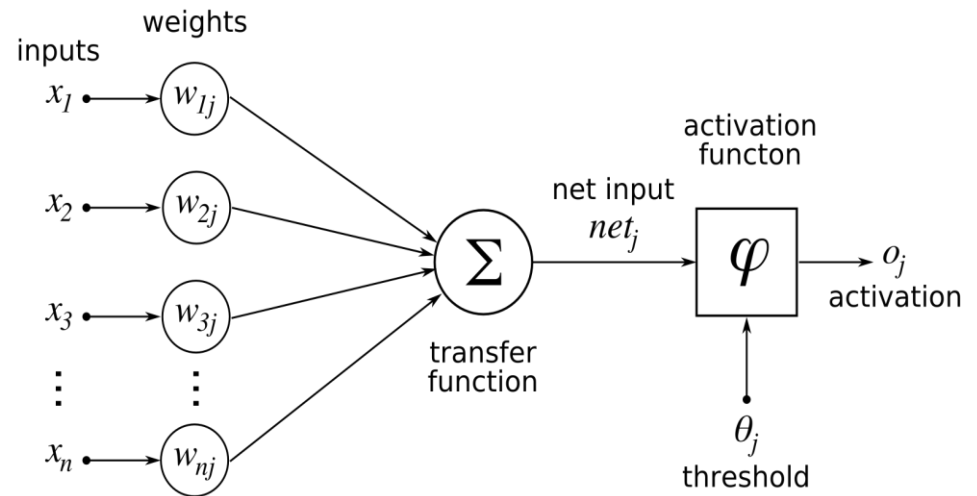 weights
inputs
x1
w1j
x2
w2j
x3
w3j
⋮ ⋮
xn
wnj
Σ
transfer
function
net input
netj
activation
functon
φ
oj
activation
θj
threshold